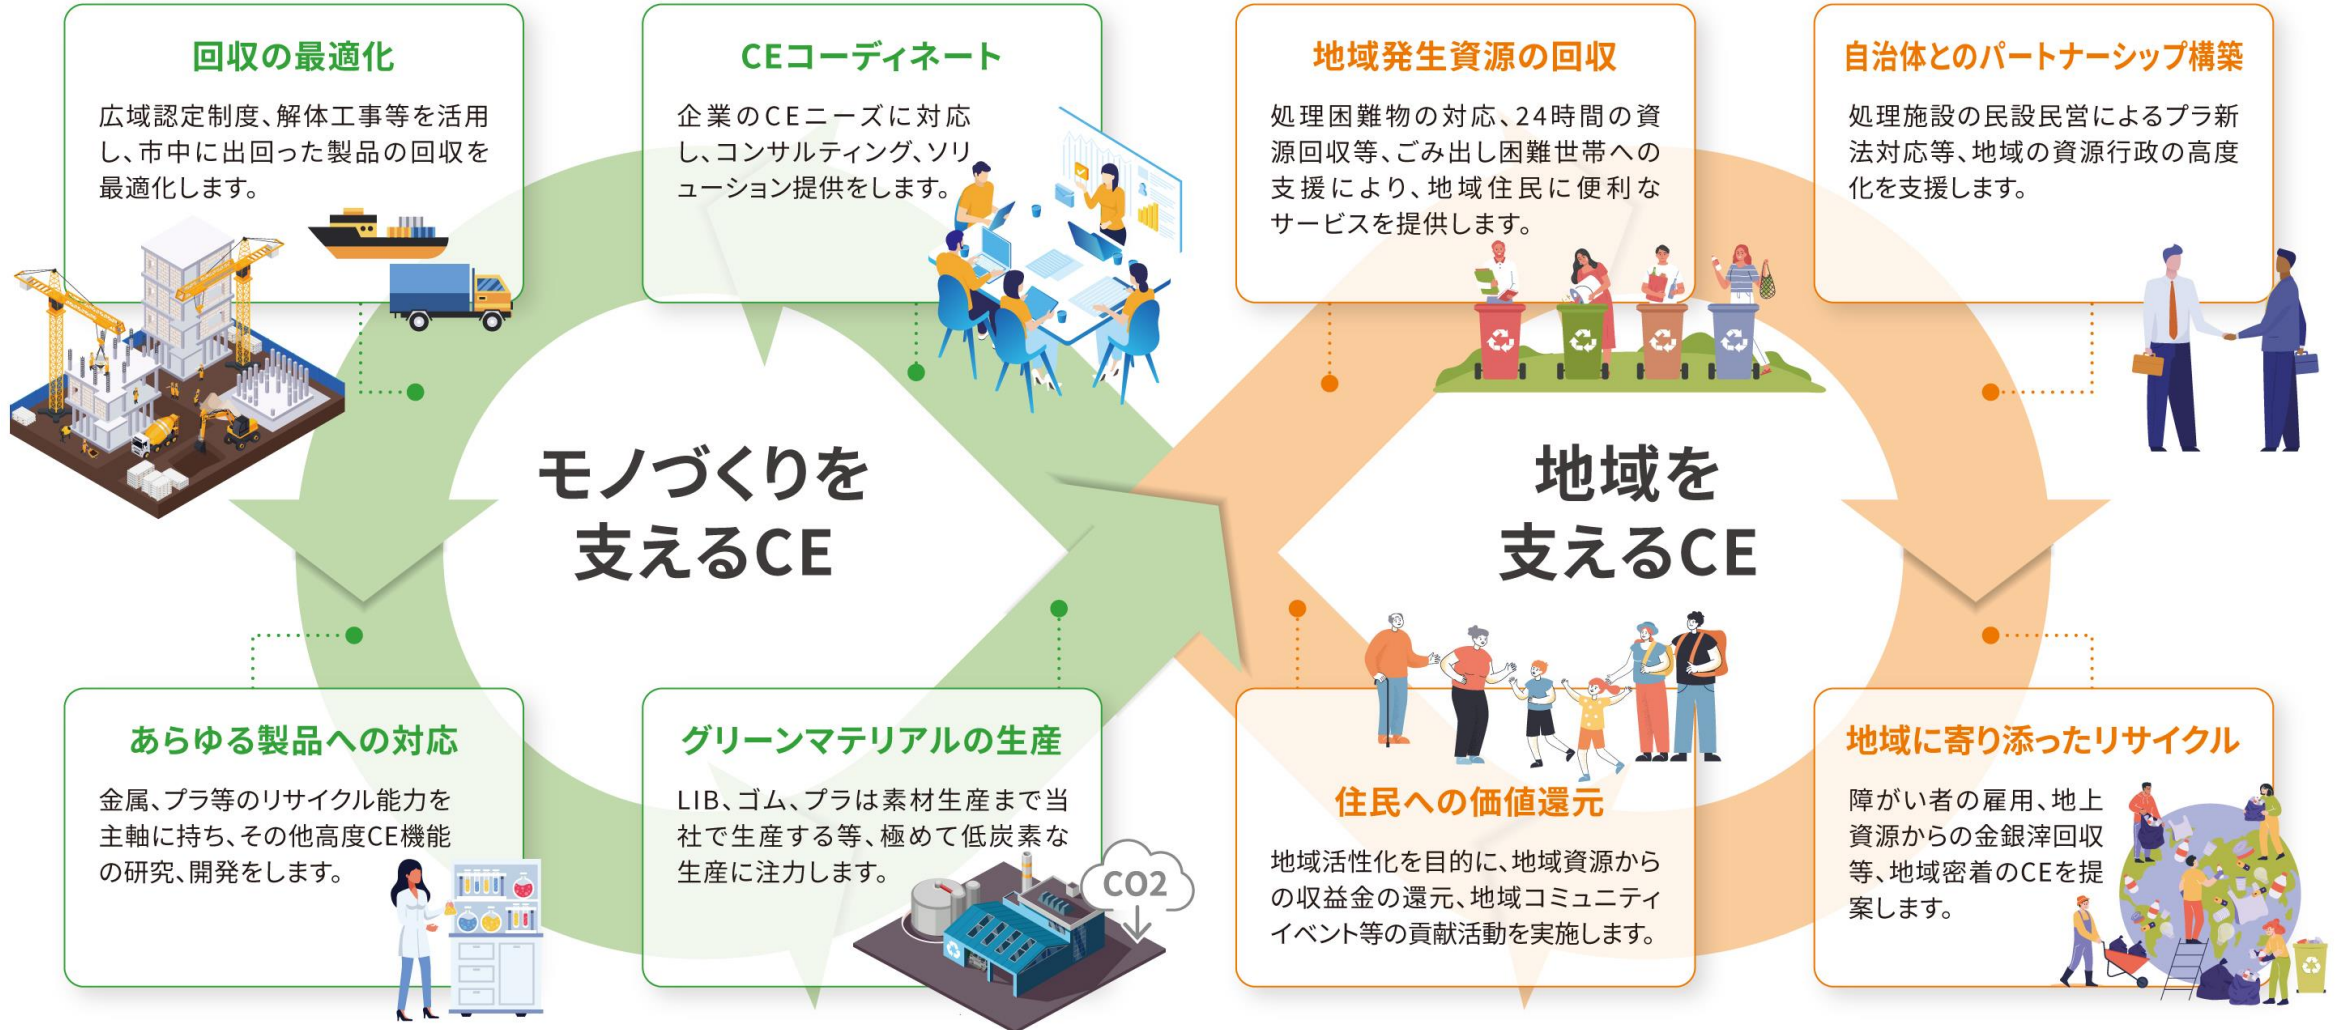 回収の最適化
広域認定制度、解体工事等を活用
し、市中に出回った製品の回収を
最適化します。
CEコーディネート
企業のCEニーズに対応
し、コンサルティング、ソリ
ューション提供をします。
地域発生資源の回収
処理困難物の対応、24時間の資
源回収等、ごみ出し困難世帯への
支援により、地域住民に便利な
サービスを提供します。
自治体とのパートナーシップ構築
処理施設の民設民営によるプラ新
法対応等、地域の資源行政の高度
化を支援します。
モノづくりを
支えるCE
地域を
支えるCE
あらゆる製品への対応
金属、プラ等のリサイクル能力を
主軸に持ち、その他高度CE機能
の研究、開発をします。
グリーンマテリアルの生産
LIB、ゴム、プラは素材生産まで当
社で生産する等、極めて低炭素な
生産に注力します。
CO2
住民への価値還元
地域活性化を目的に、地域資源から
の収益金の還元、地域コミュニティ
イベント等の貢献活動を実施します。
地域に寄り添ったリサイクル
障がい者の雇用、地上
資源からの金銀滓回収
等、地域密着のCEを提
案します。